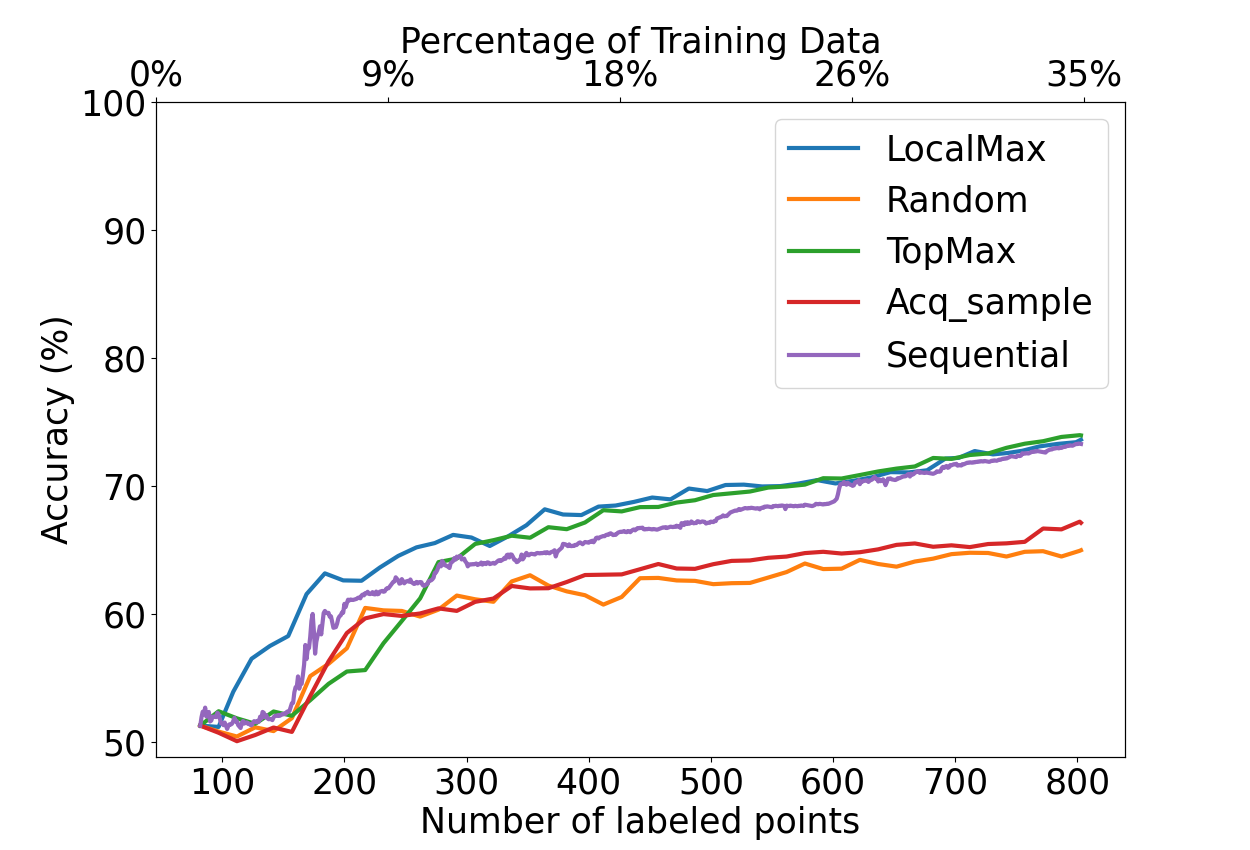 Percentage of Training Data
0% 9% 18% 26% 35%
100
90
80
70
60
50
Accuracy (%)
LocalMax
Random
TopMax
Acq_sample
Sequential
100 200 300 400 500 600 700 800
Number of labeled points